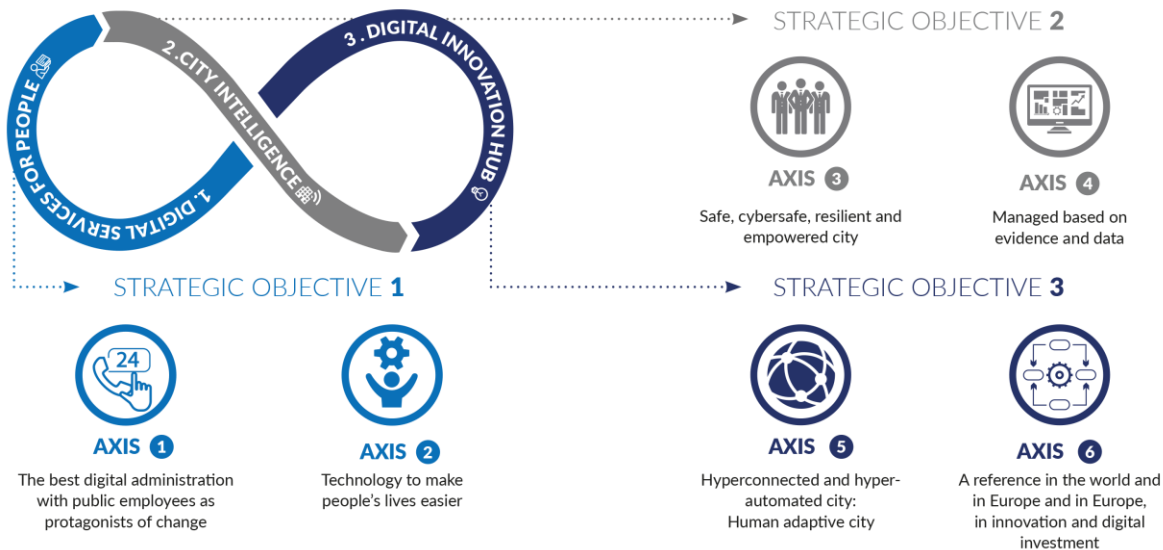 1. DIGITAL SERVICES FOR PEOPLE
2.CITY INTELLIGENCE
3. DIGITAL INNOVATION HUB
STRATEGIC OBJECTIVE 1
24
AXIS 1
The best digital administration
with public employees as
protagonists of change
AXIS 2
Technology to make
people's lives easier
STRATEGIC OBJECTIVE 2
AXIS 3
Safe, cybersafe, resilient and
empowered city
AXIS 4
Managed based on
evidence and data
STRATEGIC OBJECTIVE 3
AXIS 5
Hyperconnected and hyper-
automated city:
Human adaptive city
AXIS 6
A reference in the world and
in Europe and in Europe,
in innovation and digital
investment